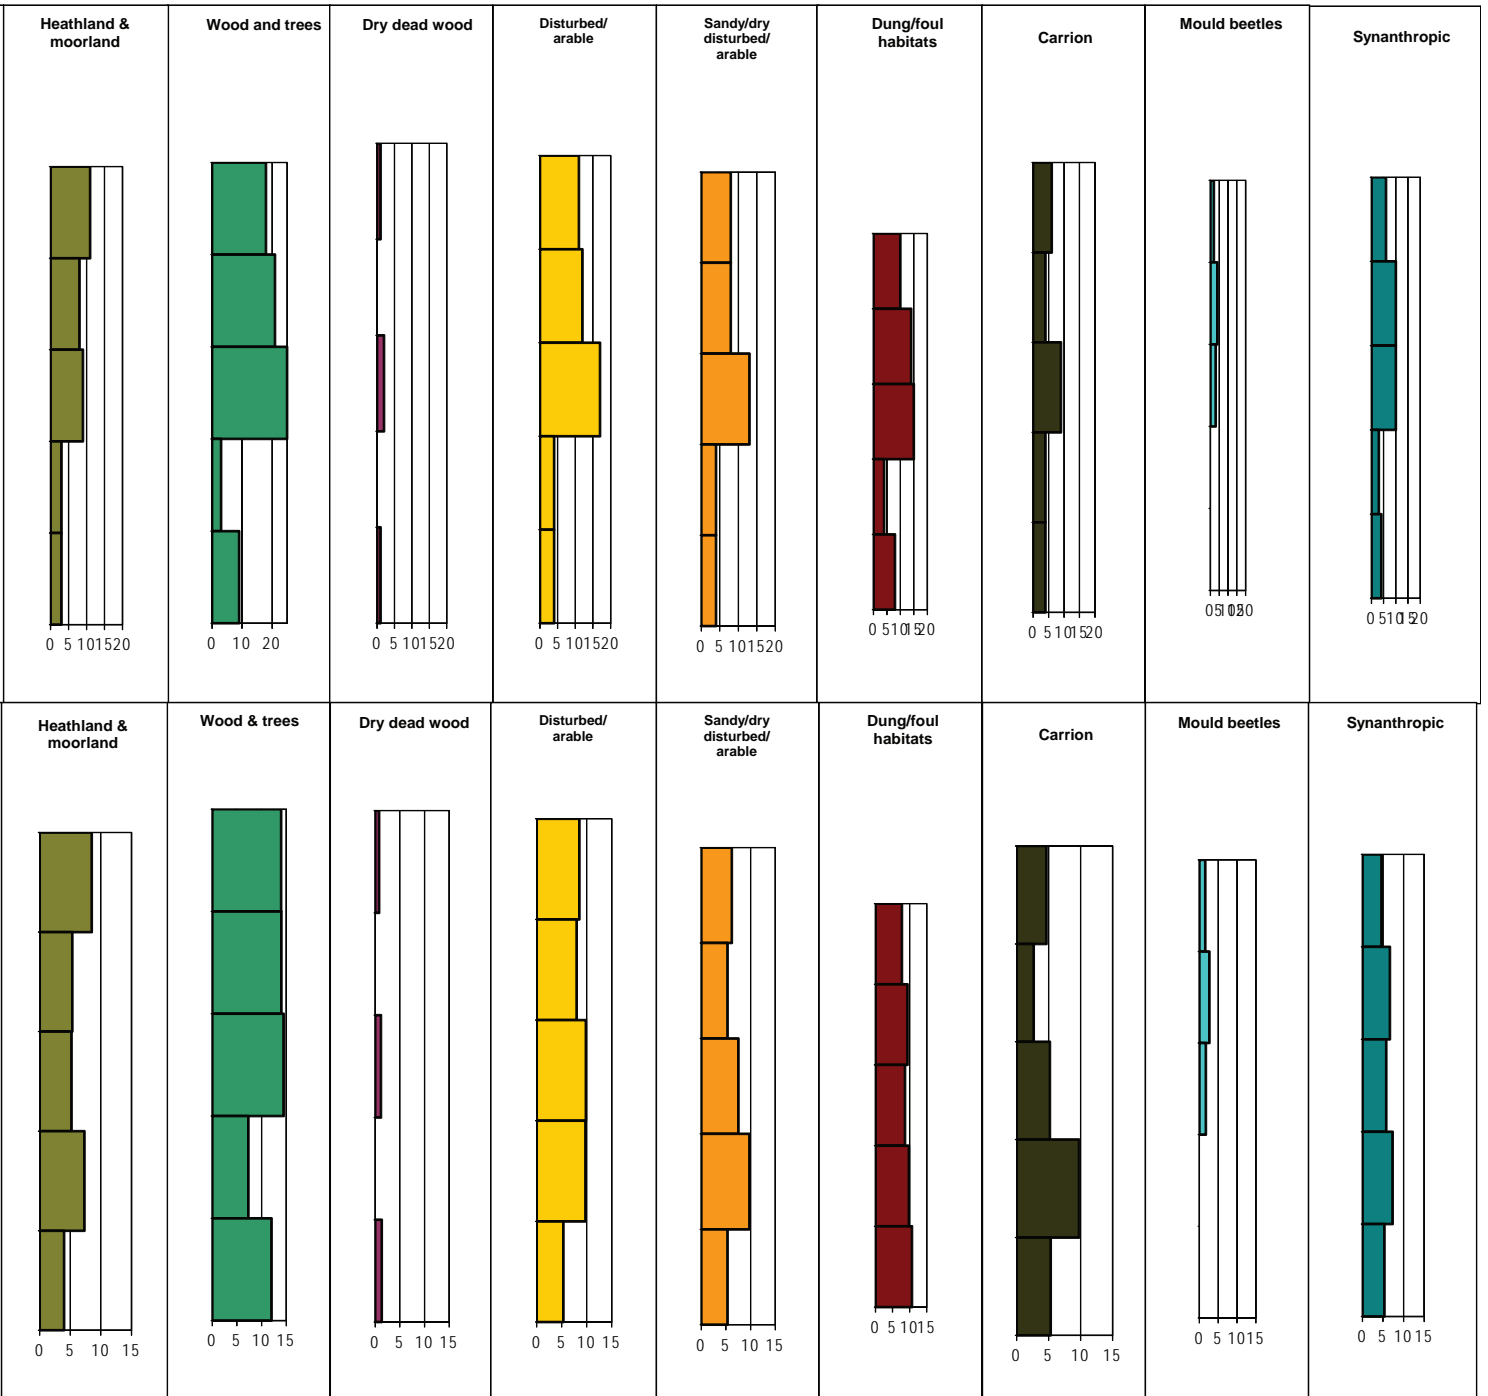 Heathland &
moorland
Wood and trees
Dry dead wood
Disturbed/
arable
Sandy/dry
disturbed/
arable
Dung/foul
habitats
Carrion
Mould beetles
Synanthropic
0 5 10 15 20
0 10 20
0 5 10 15 20
0 5 10 15 20
0 5 10 15 20
0 5 10 15 20
0 5 10 15 20
0 5 10 15 20
0 5 10 15 20
Heathland &
moorland
Wood & trees
Dry dead wood
Disturbed/
arable
Sandy/dry
disturbed/
arable
Dung/foul
habitats
Carrion
Mould beetles
Synanthropic
0 5 10 15
0 5 10 15
0 5 10 15
0 5 10 15
0 5 10 15
0 5 10 15
0 5 10 15
0 5 10 15
0 5 10 15